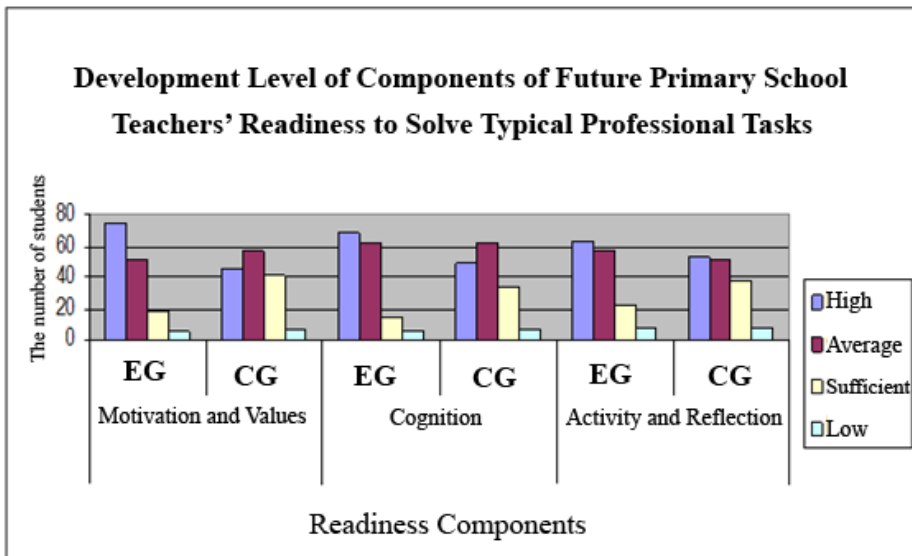 Development Level of Components of Future Primary School
Teachers’ Readiness to Solve Typical Professional Tasks
The number of students
80
60
40
20
0
EG
CG
EG
CG
EG
CG
Motivation and Values
Cognition
Activity and Reflection
Readiness Components
High
Average
Sufficient
Low